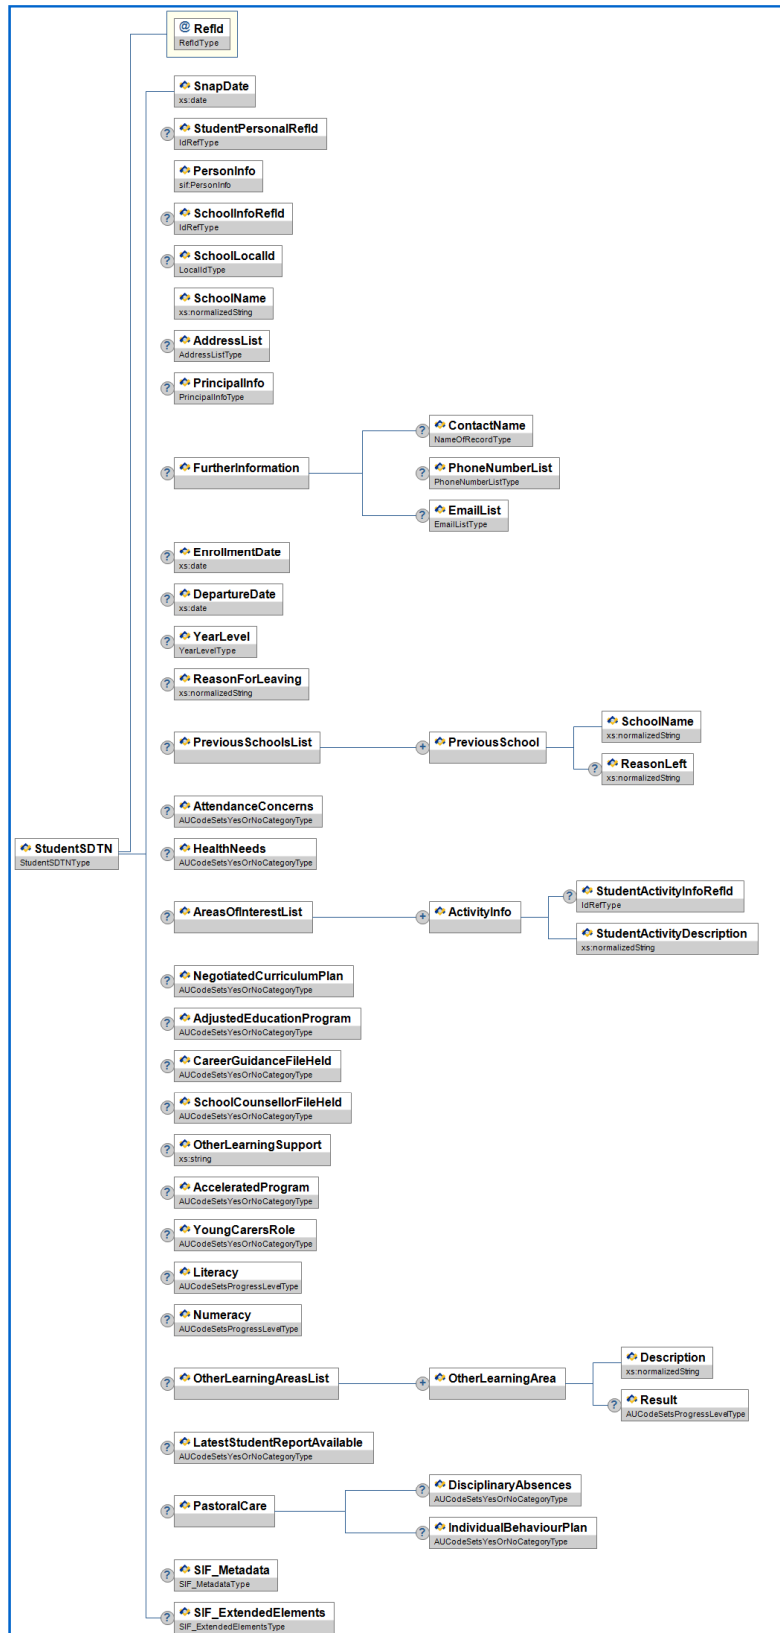 @ RefId
RefIdType
SnapDate
xs:date
? StudentPersonalRefId
IdRefType
PersonInfo
sif:PersonInfo
? SchoolInfoRefId
IdRefType
? SchoolLocalId
LocalIdType
SchoolName
xs:normalizedString
? AddressList
AddressListType
? PrincipalInfo
PrincipalInfoType
? ContactName
NameOfRecordType
? FurtherInformation
? PhoneNumberList
PhoneNumberListType
? EmailList
EmailListType
? EnrollmentDate
xs:date
? DepartureDate
xs:date
? YearLevel
YearLevelType
? ReasonForLeaving
xs:normalizedString
SchoolName
xs:normalizedString
? PreviousSchoolsList + PreviousSchool
? ReasonLeft
xs:normalizedString
? AttendanceConcerns
AUCodeSetsYesOrNoCategoryType
StudentSDTN
StudentSDTNType
? HealthNeeds
AUCodeSetsYesOrNoCategoryType
? StudentActivityInfoRefId
IdRefType
? AreasOfInterestList + ActivityInfo
StudentActivityDescription
xs:normalizedString
? NegotiatedCurriculumPlan
AUCodeSetsYesOrNoCategoryType
? AdjustedEducationProgram
AUCodeSetsYesOrNoCategoryType
? CareerGuidanceFileHeld
AUCodeSetsYesOrNoCategoryType
? SchoolCounsellorFileHeld
AUCodeSetsYesOrNoCategoryType
? OtherLearningSupport
xs:string
? AcceleratedProgram
AUCodeSetsYesOrNoCategoryType
? YoungCarersRole
AUCodeSetsYesOrNoCategoryType
? Literacy
AUCodeSetsProgressLevelType
? Numeracy
AUCodeSetsProgressLevelType
Description
xs:normalizedString
? OtherLearningAreasList + OtherLearningArea
? Result
AUCodeSetsProgressLevelType
? LatestStudentReportAvailable
AUCodeSetsYesOrNoCategoryType
? DisciplinaryAbsences
AUCodeSetsYesOrNoCategoryType
? PastoralCare
? IndividualBehaviourPlan
AUCodeSetsYesOrNoCategoryType
? SIF_Metadata
SIF_MetadataType
? SIF_ExtendedElements
SIF_ExtendedElementsType